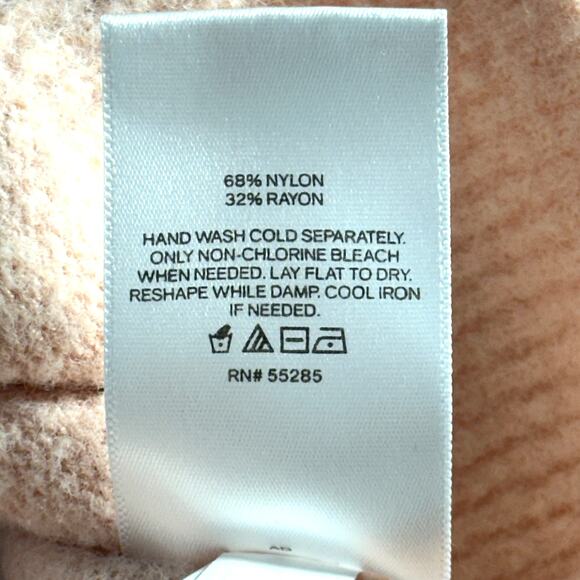 68% NYLON
32% RAYON
HAND WASH COLD SEPARATELY.
ONLY NON-CHLORINE BLEACH
WHEN NEEDED. LAY FLAT TO DRY.
RESHAPE WHILE DAMP. COOL IRON
IF NEEDED.
RN# 55285